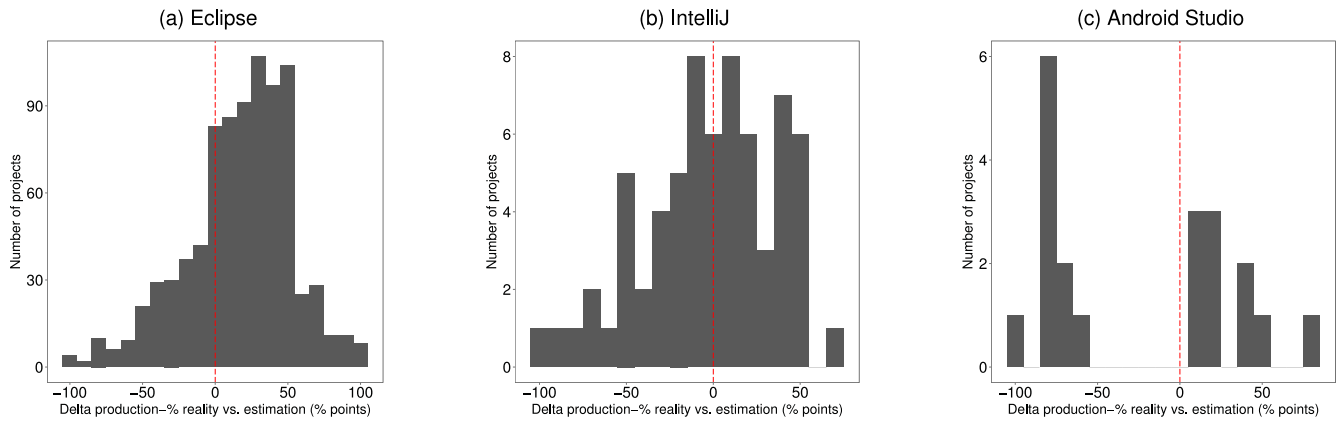 (a) Eclipse
Number of projects
90
60
30
0
−100 −50 0 50 100
Delta production−% reality vs. estimation (% points)
(b) IntelliJ
Number of projects
8
6
4
2
0
−100 −50 0 50
Delta production−% reality vs. estimation (% points)
(c) Android Studio
Number of projects
6
4
2
0
−100 −50 0 50
Delta production−% reality vs. estimation (% points)